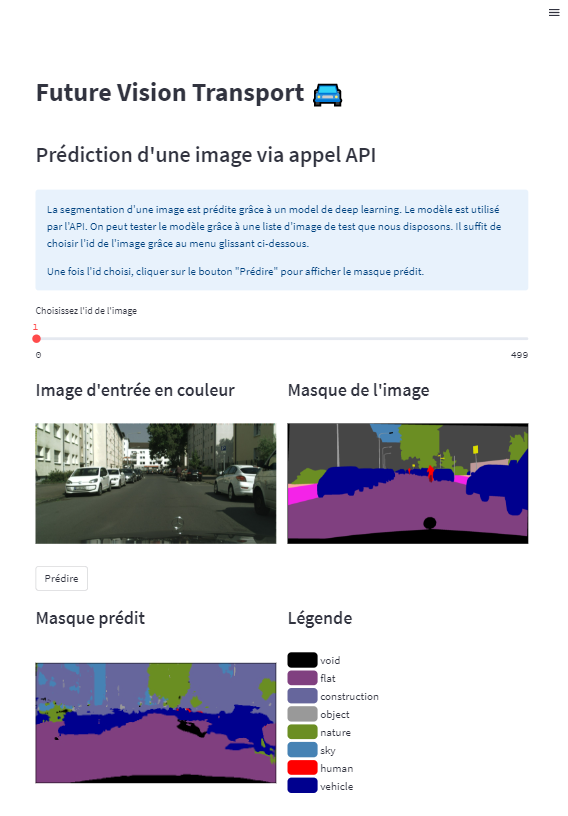 Future Vision Transport
Prédiction d'une image via appel API
La segmentation d'une image est prédite grâce à un model de deep learning. Le modèle est utilisé
par l'API. On peut tester le modèle grâce à une liste d'image de test que nous disposons. Il suffit de
choisir l'id de l'image grâce au menu glissant ci-dessous.
Une fois l'id choisi, cliquer sur le bouton "Prédire" pour afficher le masque prédit.
Choisissez l'id de l'image
1
0 499
Image d'entrée en couleur
Masque de l'image
Prédire
Masque prédit
Légende
void
flat
construction
object
nature
sky
human
vehicle